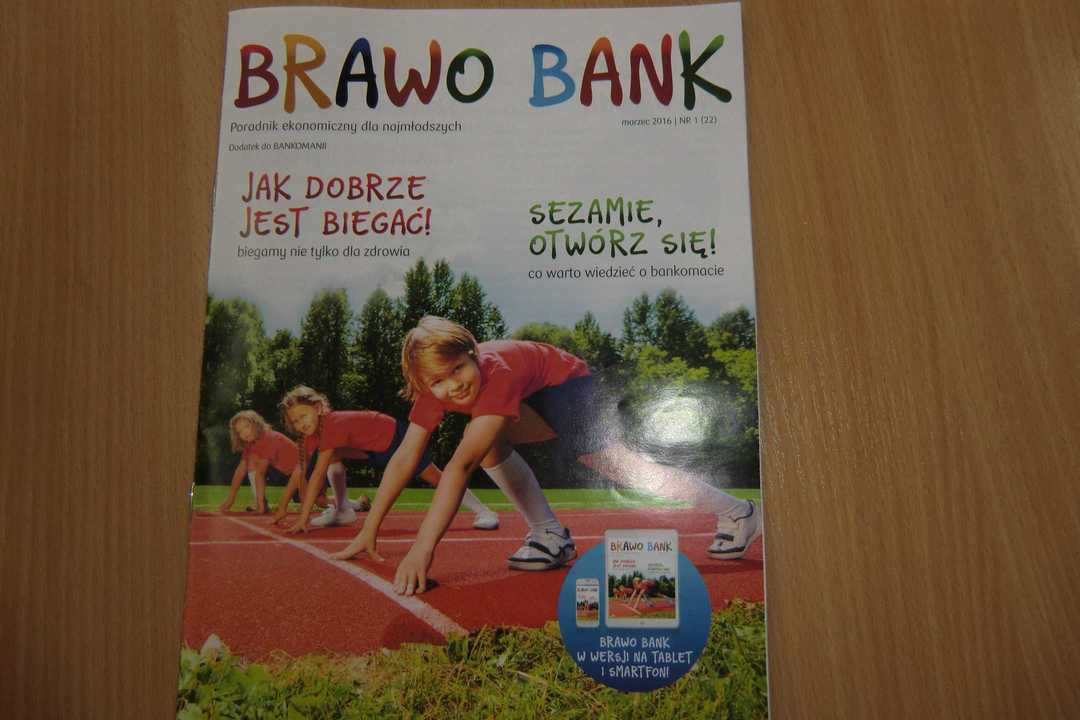 BRAWO BANK
Poradnik ekonomiczny dla najmłodszych
marzec 2016 | NR 1 (22)
Dodatek do BANKOMANII
JAK DOBRZE
JEST BIEGAĆ!
biegamy nie tylko dla zdrowia
SEZAMIE,
OTWÓRZ SIĘ!
co warto wiedzieć o bankomacie
BRAWO BANK
BRAWO BANK
W WERSJI NA TABLET
I SMARTFON!